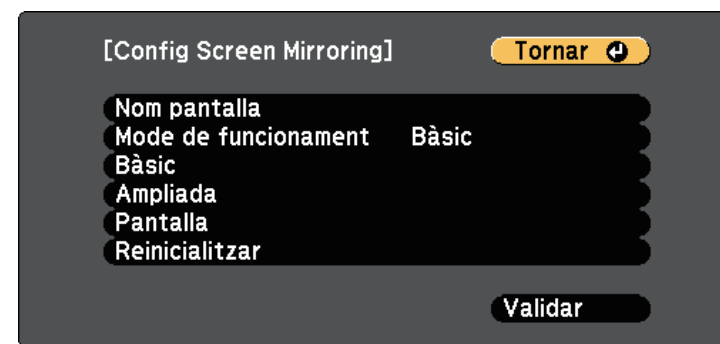 [Config Screen Mirroring]
Tornar
Nom pantalla
Mode de funcionament Bàsic
Bàsic
Ampliada
Pantalla
Reinicialitzar
Validar